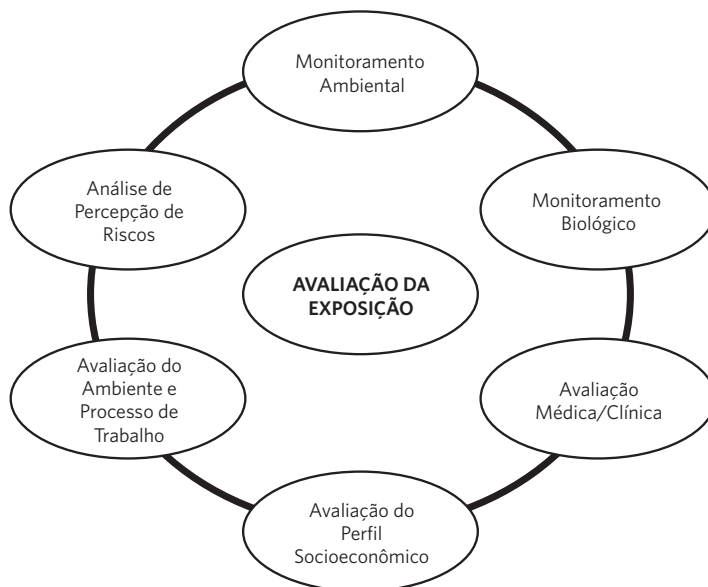 Monitoramento
Ambiental
Análise de
Percepção de
Riscos
Monitoramento
Biológico
AVALIAÇÃO DA
EXPOSIÇÃO
Avaliação do
Ambiente e
Processo de
Trabalho
Avaliação
Médica/Clínica
Avaliação do
Perfil
Socioeconômico